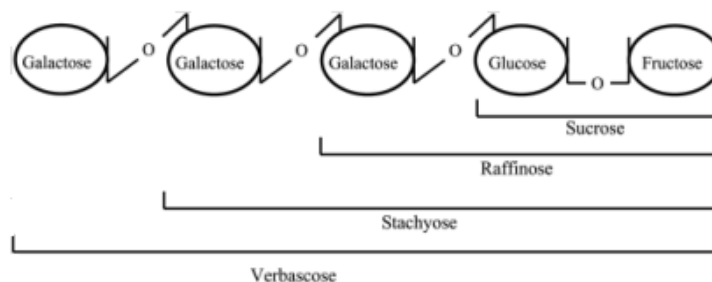 Galactose O Galactose O Galactose O Glucose O Fructose
Sucrose
Raffinose
Stachyose
Verbascose